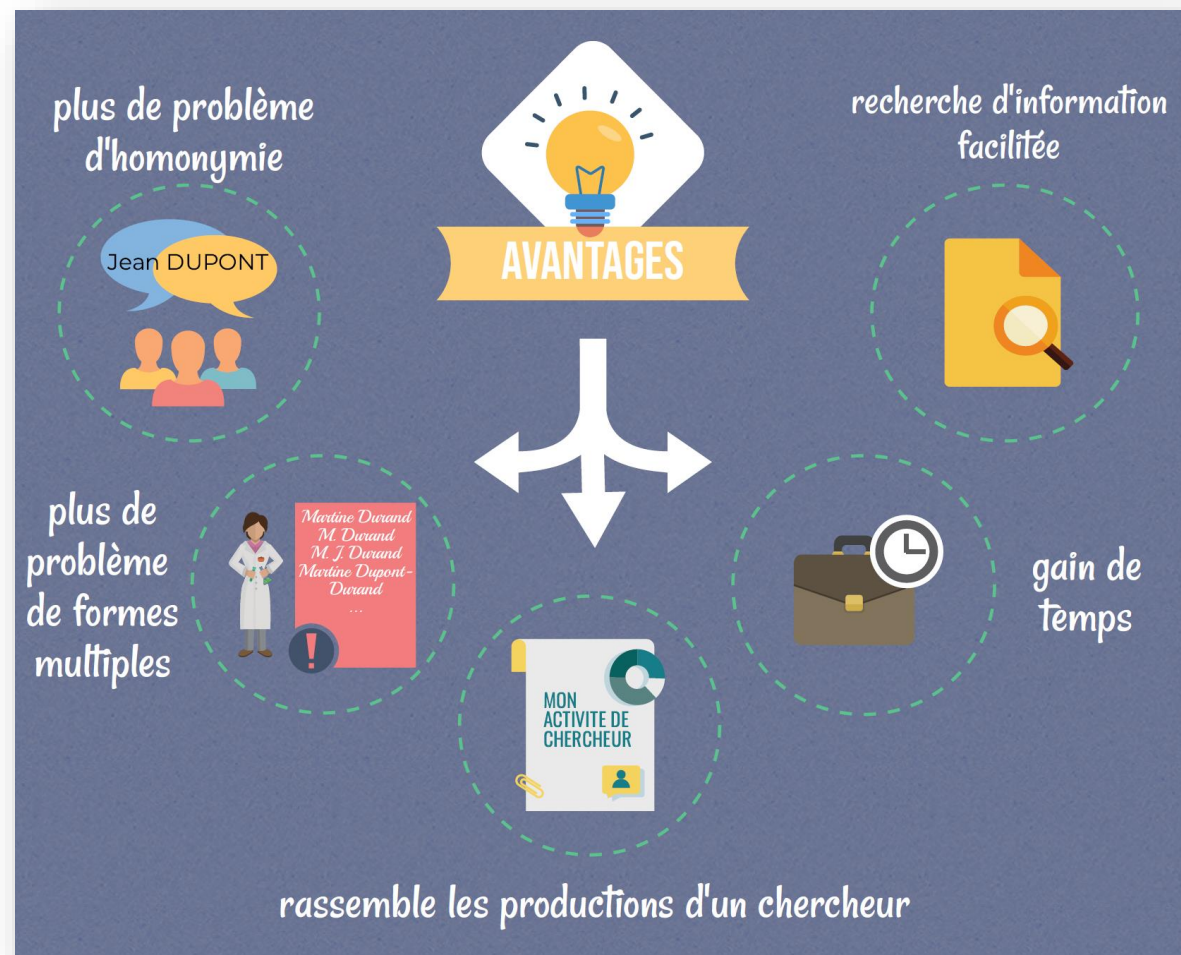 plus de problème
d'homonymie
Jean DUPONT
AVANTAGES
recherche d'information
facilitée
plus de
problème
de formes
multiples
Martine Durand
M. Durand
M. J. Durand
Martine Dupont-
Durand
...
!
MON
ACTIVITE DE
CHERCHEUR
gain de
temps
rassemble les productions d'un chercheur